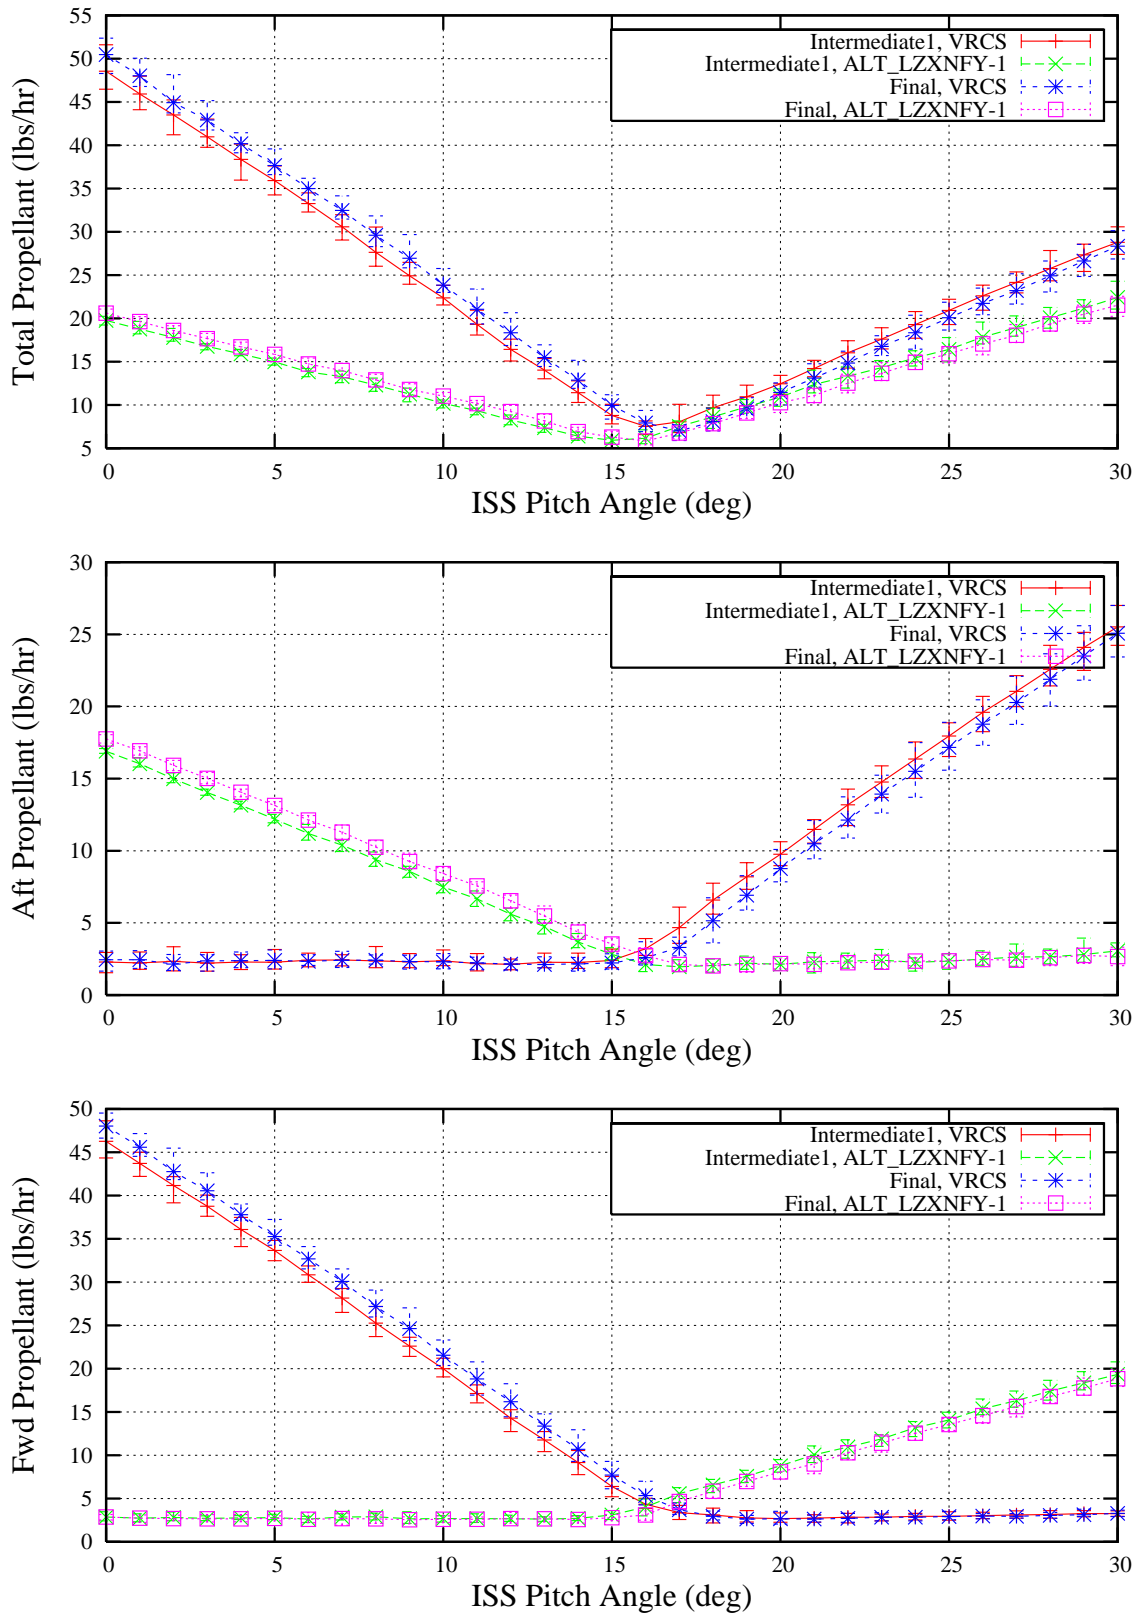 Total Propellant (lbs/hr)
55
50
45
40
35
30
25
20
15
10
5
Intermediate1, VRCS
Intermediate1, ALT_LZXNFY-1
Final, VRCS
Final, ALT_LZXNFY-1
0 5 10 15 20 25 30
ISS Pitch Angle (deg)
Aft Propellant (lbs/hr)
30
25
20
15
10
5
0
Intermediate1, VRCS
Intermediate1, ALT_LZXNFY-1
Final, VRCS
Final, ALT_LZXNFY-1
0 5 10 15 20 25 30
ISS Pitch Angle (deg)
Fwd Propellant (lbs/hr)
50
45
40
35
30
25
20
15
10
5
0
Intermediate1, VRCS
Intermediate1, ALT_LZXNFY-1
Final, VRCS
Final, ALT_LZXNFY-1
0 5 10 15 20 25 30
ISS Pitch Angle (deg)